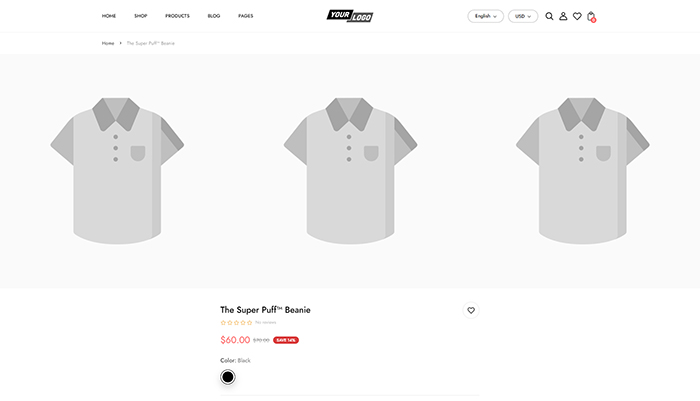 HOME SHOP PRODUCTS BLOG PAGES YOUR LOGO English USD 0
Home The Super Puff™ Beanie
The Super Puff™ Beanie
No reviews
$60.00 $70.00 SAVE 14%
Color: Black